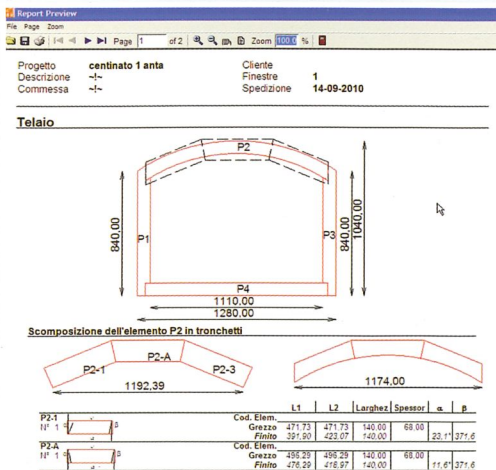 Report Preview
File Page Zoom
Page 1 of 2 Zoom 100.0 %
Progetto centinato 1 anta Cliente
Descrizione ~!~ Finestre 1
Commessa ~!~ Spedizione 14-09-2010
Telaio
P2
840,00 P1 P3 840,00 1040,00
P4
1110,00
1280,00
Scomposizione dell'elemento P2 in tronchetti
P2-1 P2-A P2-3
1192,39 1174,00
L1 L2 Larghez Spessor α β
P2-1 Cod. Elem.
N° 1 β Grezzo 471,73 471,73 140,00 68,00
Finito 391,90 423,07 140,00 23,1° 371,6
P2-A Cod. Elem.
N° 1 β Grezzo 496,29 496,29 140,00 68,00
Finito 476,29 418,97 140,00 11,6° 371,6